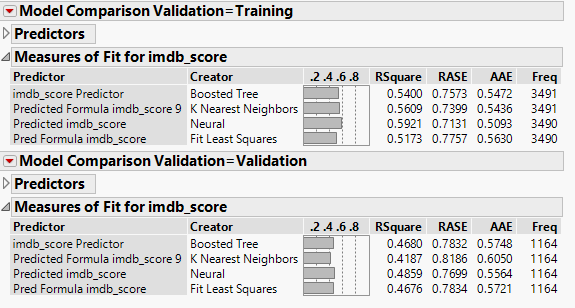 Model Comparison Validation=Training
Predictors
Measures of Fit for imdb_score
Predictor Creator .2 .4 .6 .8 RSquare RASE AAE Freq
imdb_score Predictor Boosted Tree 0.5400 0.7573 0.5472 3491
Predicted Formula imdb_score 9 K Nearest Neighbors 0.5609 0.7399 0.5436 3491
Predicted imdb_score Neural 0.5921 0.7131 0.5093 3490
Pred Formula imdb_score Fit Least Squares 0.5173 0.7757 0.5630 3490
Model Comparison Validation=Validation
Predictors
Measures of Fit for imdb_score
Predictor Creator .2 .4 .6 .8 RSquare RASE AAE Freq
imdb_score Predictor Boosted Tree 0.4680 0.7832 0.5748 1164
Predicted Formula imdb_score 9 K Nearest Neighbors 0.4187 0.8186 0.6050 1164
Predicted imdb_score Neural 0.4859 0.7699 0.5564 1164
Pred Formula imdb_score Fit Least Squares 0.4676 0.7834 0.5721 1164